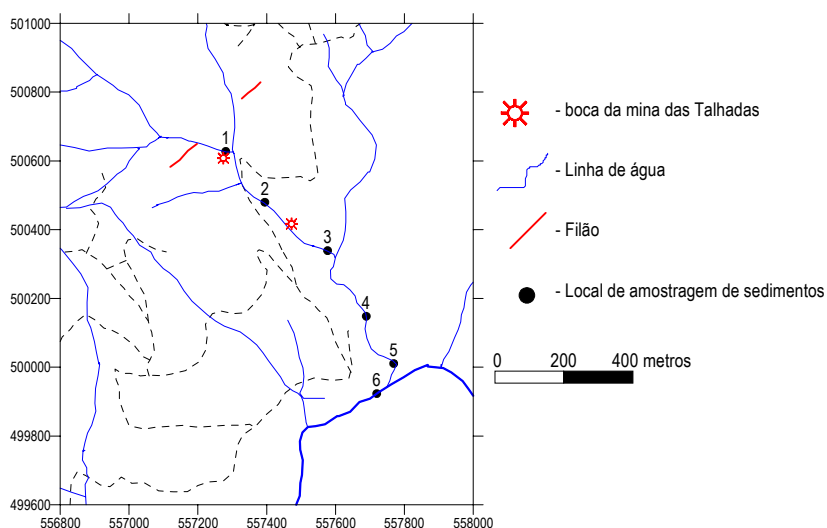 501000
500800
500600
500400
500200
500000
499800
499600
556800 557000 557200 557400 557600 557800 558000
1
2
3
4
5
6
- boca da mina das Talhadas
- Linha de água
- Filão
- Local de amostragem de sedimentos
0 200 400 metros